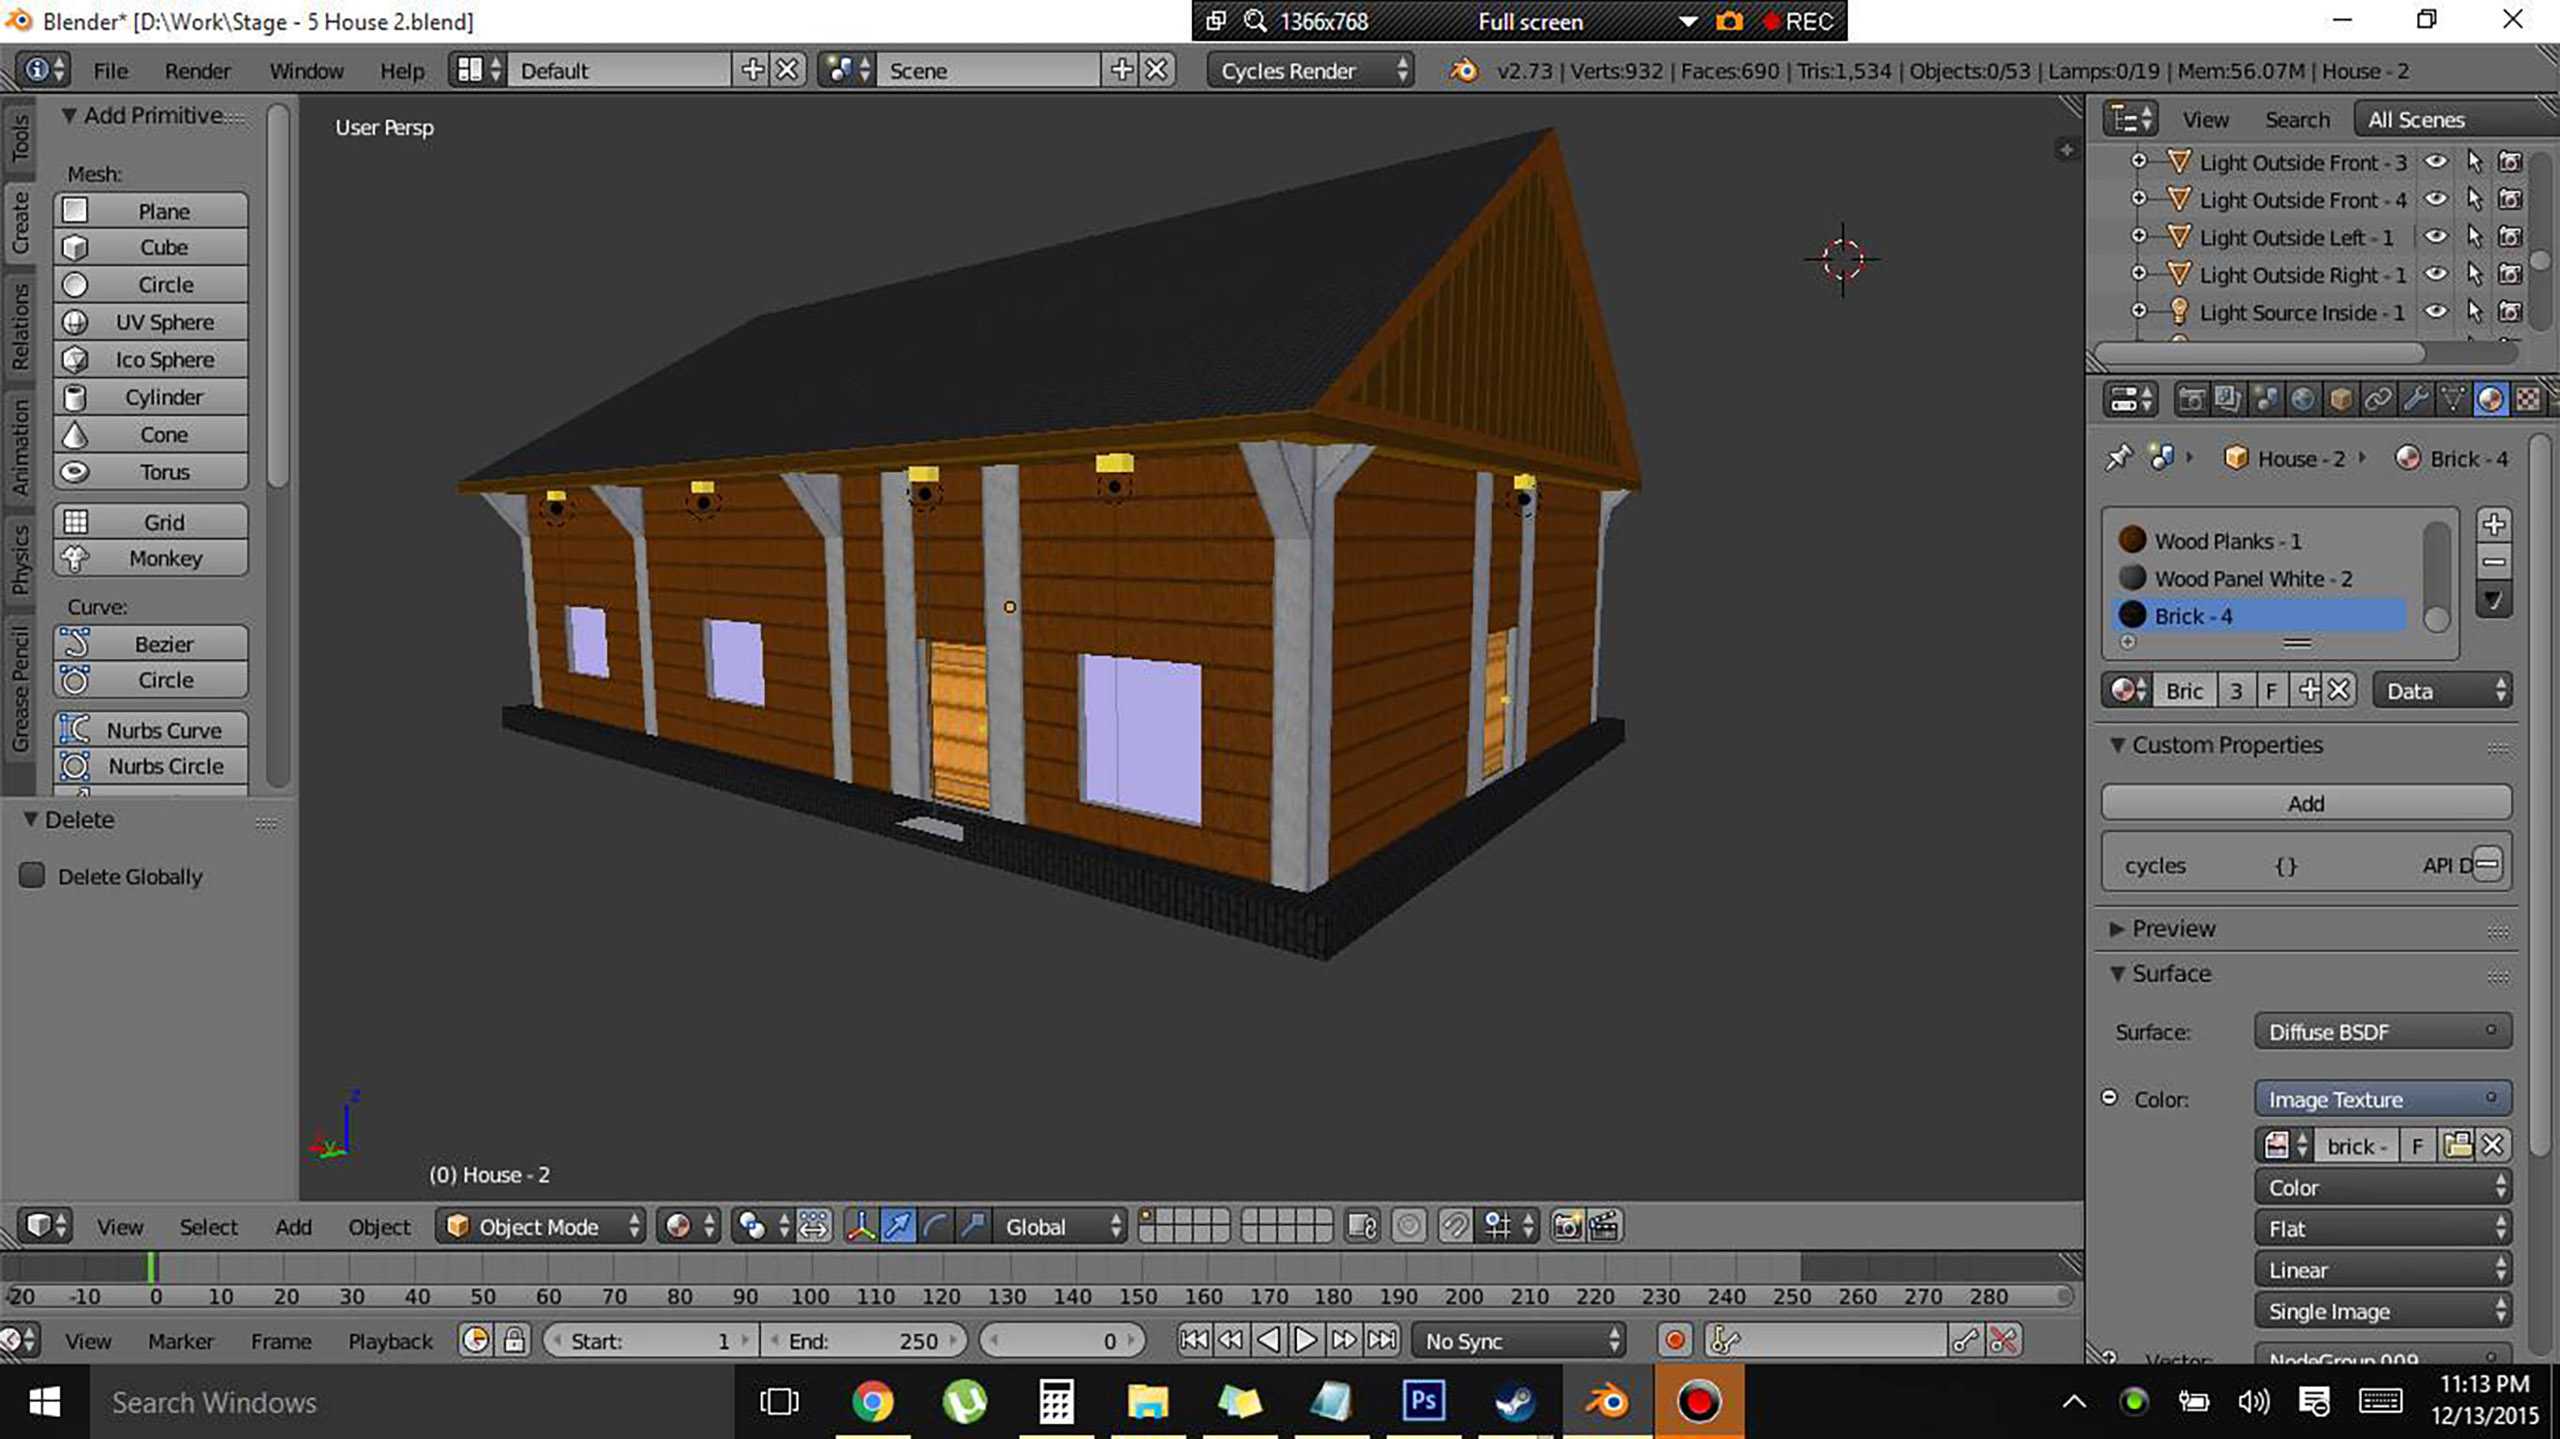 Blender* [D:\Work\Stage - 5 House 2.blend]
1366x768 Full screen REC
File Render Window Help Default Scene Cycles Render v2.73 | Verts:932 | Faces:690 | Tris:1,534 | Objects:0/53 | Lamps:0/19 | Mem:56.07M | House - 2
Tools
Create
Relations
Animation
Physics
Grease Pencil
Add Primitive
Mesh:
Plane
Cube
Circle
UV Sphere
Ico Sphere
Cylinder
Cone
Torus
Grid
Monkey
Curve:
Bezier
Circle
Nurbs Curve
Nurbs Circle
Delete
Delete Globally
User Persp
z
y
(0) House - 2
View Search All Scenes
Light Outside Front - 3
Light Outside Front - 4
Light Outside Left - 1
Light Outside Right - 1
Light Source Inside - 1
House - 2 Brick - 4
Wood Planks - 1
Wood Panel White - 2
Brick - 4
Bric 3 F Data
Custom Properties
Add
cycles {} API D
Preview
Surface
Surface: Diffuse BSDF
Color: Image Texture
brick - F
Color
Flat
Linear
Single Image
Vector: NodeGroup.009
View Select Add Object Object Mode Global
-20 -10 0 10 20 30 40 50 60 70 80 90 100 110 120 130 140 150 160 170 180 190 200 210 220 230 240 250 260 270 280
View Marker Frame Playback Start: 1 End: 250 0 No Sync
Search Windows
Ps
11:13 PM
12/13/2015